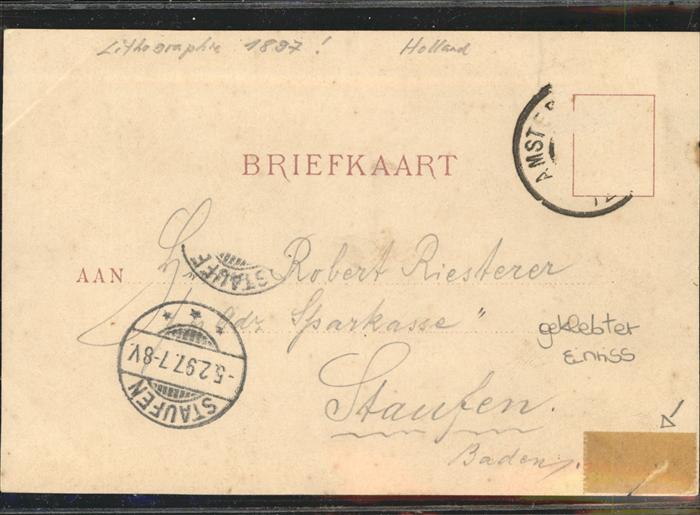 Lithographie 1897! Holland
AMSTE
BRIEFKAART
STAUFE
AAN Robert Riesterer
Adr Sparkasse"
geklebter
Einriss
-5.2.97.7-8V.
STAUFEN
Staufen.
Baden.
!